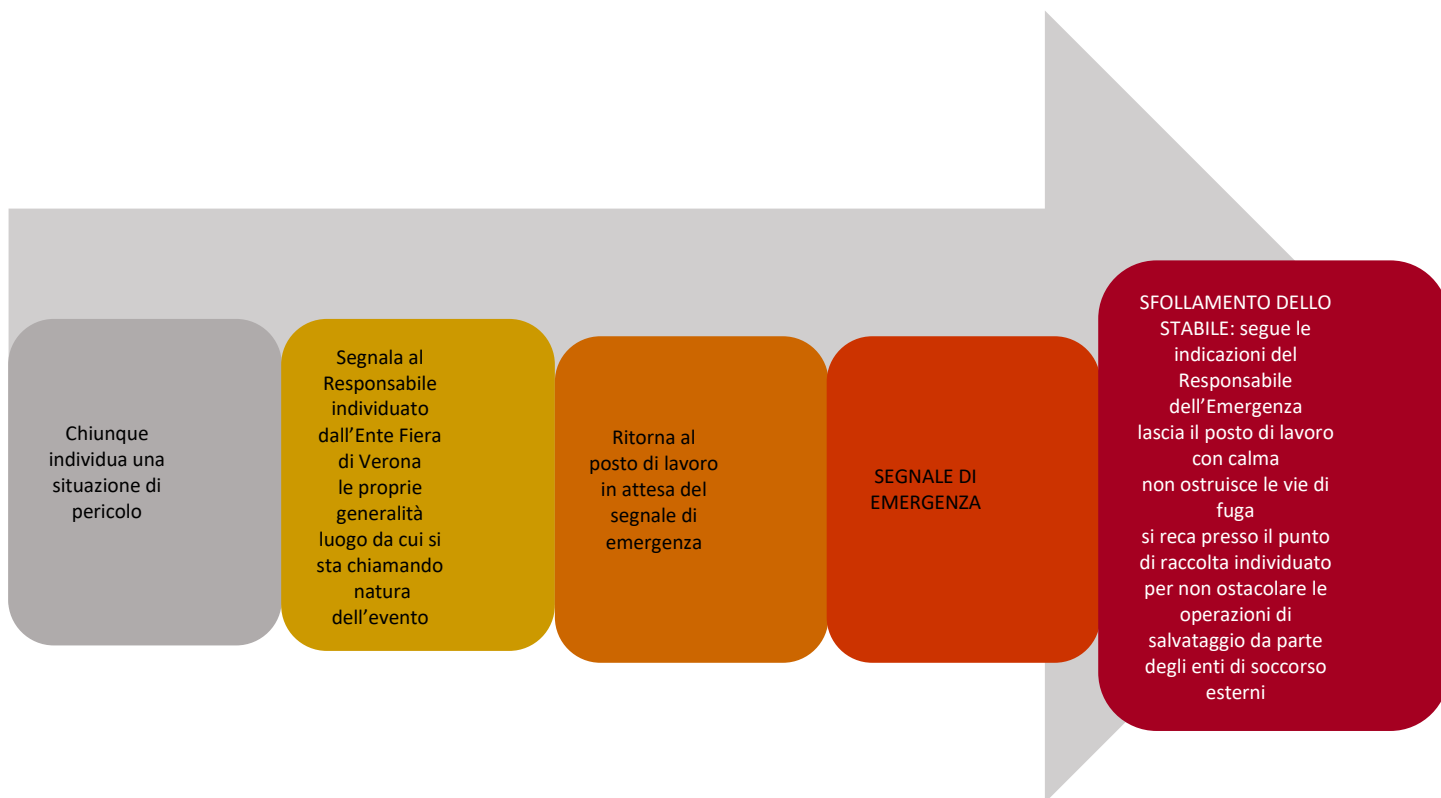 Chiunque
individua una
situazione di
pericolo
Segnala al
Responsabile
individuato
dall'Ente Fiera
di Verona
le proprie
generalità
luogo da cui si
sta chiamando
natura
dell'evento
Ritorna al
posto di lavoro
in attesa del
segnale di
emergenza
SEGNALE DI
EMERGENZA
SFOLLAMENTO DELLO
STABILE: segue le
indicazioni del
Responsabile
dell'Emergenza
lascia il posto di lavoro
con calma
non ostruisce le vie di
fuga
si reca presso il punto
di raccolta individuato
per non ostacolare le
operazioni di
salvataggio da parte
degli enti di soccorso
esterni